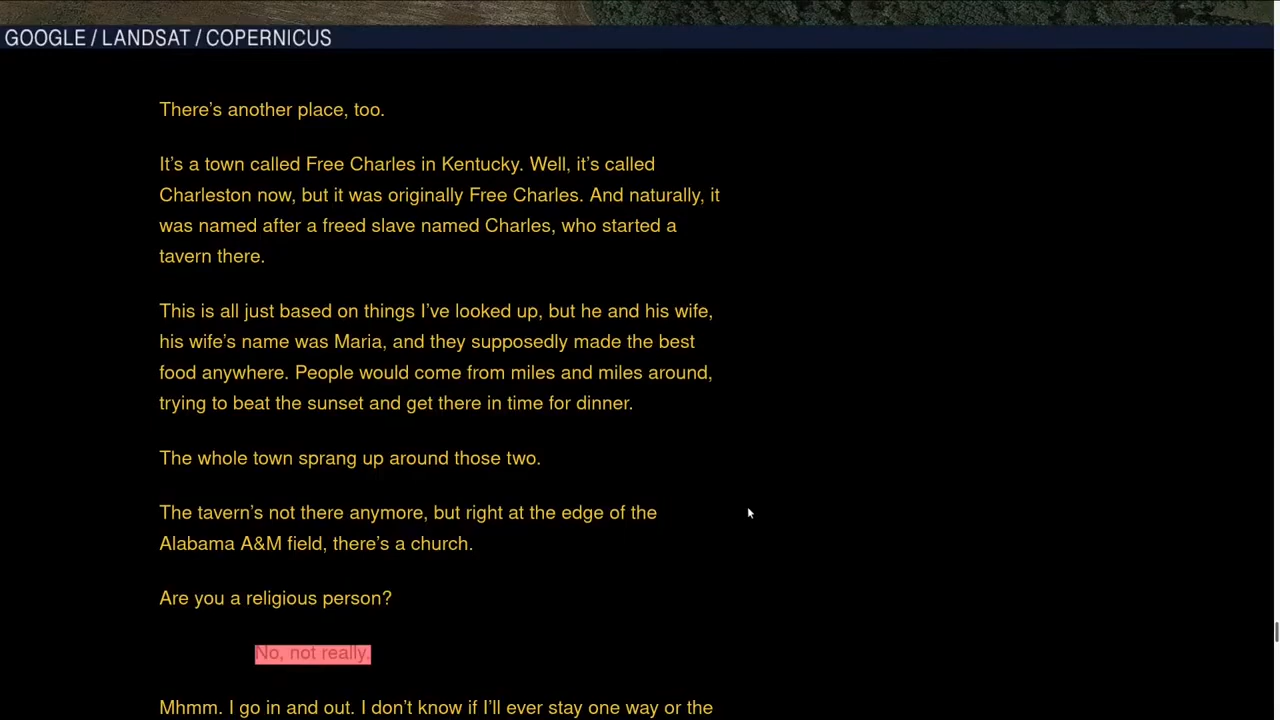 GOOGLE / LANDSAT / COPERNICUS
There’s another place, too.
It’s a town called Free Charles in Kentucky. Well, it’s called
Charleston now, but it was originally Free Charles. And naturally, it
was named after a freed slave named Charles, who started a
tavern there.
This is all just based on things I’ve looked up, but he and his wife,
his wife’s name was Maria, and they supposedly made the best
food anywhere. People would come from miles and miles around,
trying to beat the sunset and get there in time for dinner.
The whole town sprang up around those two.
The tavern’s not there anymore, but right at the edge of the
Alabama A&M field, there’s a church.
Are you a religious person?
No, not really.
Mhmm. I go in and out. I don’t know if I’ll ever stay one way or the